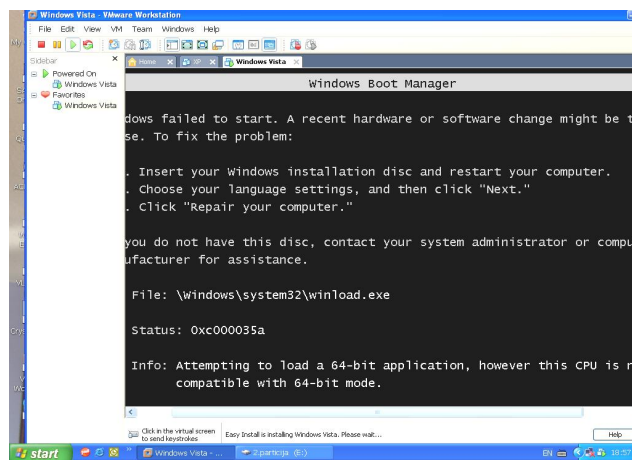 Windows Vista - VMware Workstation
File Edit View VM Team Windows Help
Sidebar
Home
XP
Windows Vista
Powered On
Windows Vista
Favorites
Windows Vista
Windows Boot Manager
dows failed to start. A recent hardware or software change might be t
se. To fix the problem:
. Insert your Windows installation disc and restart your computer.
. Choose your language settings, and then click "Next."
. Click "Repair your computer."
you do not have this disc, contact your system administrator or compu
ufacturer for assistance.
File: \Windows\system32\winload.exe
Status: 0xc000035a
Info: Attempting to load a 64-bit application, however this CPU is n
compatible with 64-bit mode.
Click in the virtual screen
to send keystrokes
Easy Install is installing Windows Vista. Please wait...
Help
start
Windows Vista - ...
2.particija (E:)
EN
18:57